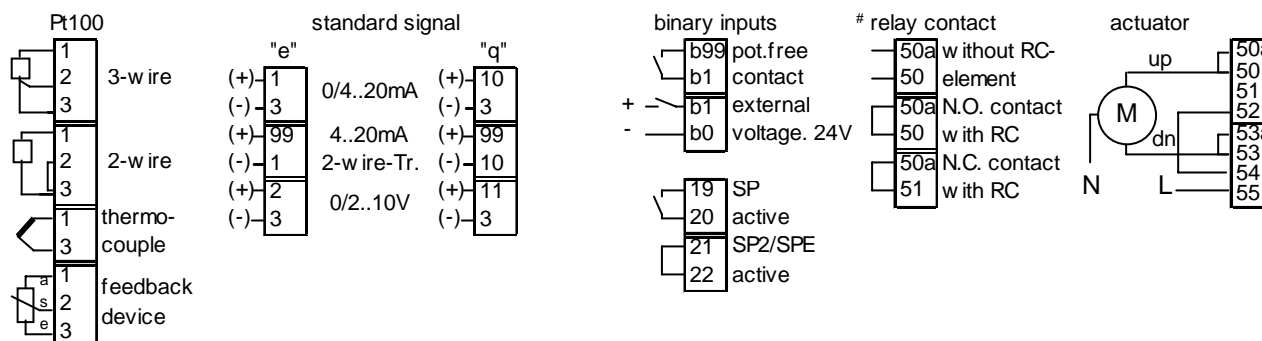 Pt100
1
2
3
3-wire
1
2
3
2-wire
1
3
thermo-
couple
a
s
e
1
2
3
feedback
device
standard signal
"e"
"q"
(+) 1
(-) 3
0/4..20mA
(+) 10
(-) 3
(+) 99
(-) 1
4..20mA
2-wire-Tr.
(+) 99
(-) 10
(+) 2
(-) 3
0/2..10V
(+) 11
(-) 3
binary inputs
b99 pot.free
b1 contact
+ b1 external
- b0 voltage. 24V
19 SP
20 active
21 SP2/SPE
22 active
# relay contact
50a without RC-
50 element
50a N.O. contact
50 with RC
50a N.C. contact
51 with RC
actuator
up
M
dn
N
L
50a
50
51
52
53a
53
54
55